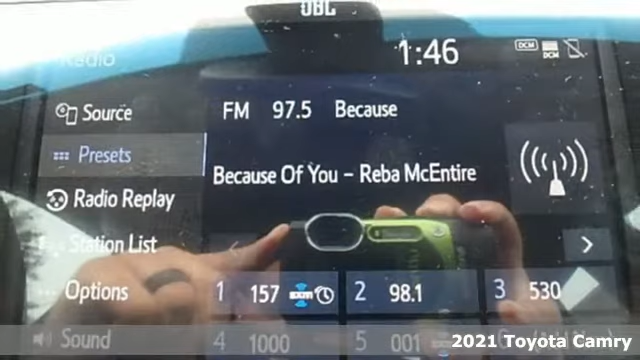 JBL
Radio
1:46
DCM
DCM
Source
FM 97.5 Because
Presets
Because Of You - Reba McEntire
Radio Replay
Station List
>
Options
1 157 2 98.1 3 530
Sound
4 1000 5 001
2021 Toyota Camry